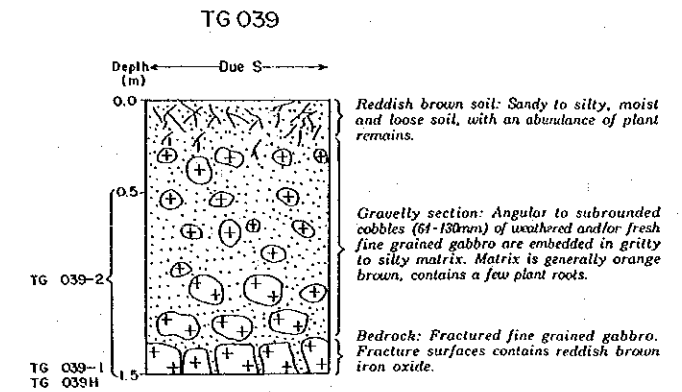 TG 039
Depth Due S
(m)
0.0
Reddish brown soil: Sandy to silty, moist
and loose soil, with an abundance of plant
remains.
0.5
Gravelly section: Angular to subrounded
cobbles (64-130mm) of weathered and/or fresh
fine grained gabbro are embedded in gritty
to silty matrix. Matrix is generally orange
brown, contains a few plant roots.
TG 039-2
Bedrock: Fractured fine grained gabbro.
Fracture surfaces contains reddish brown
iron oxide.
TG 039-1
TG 039H
1.5